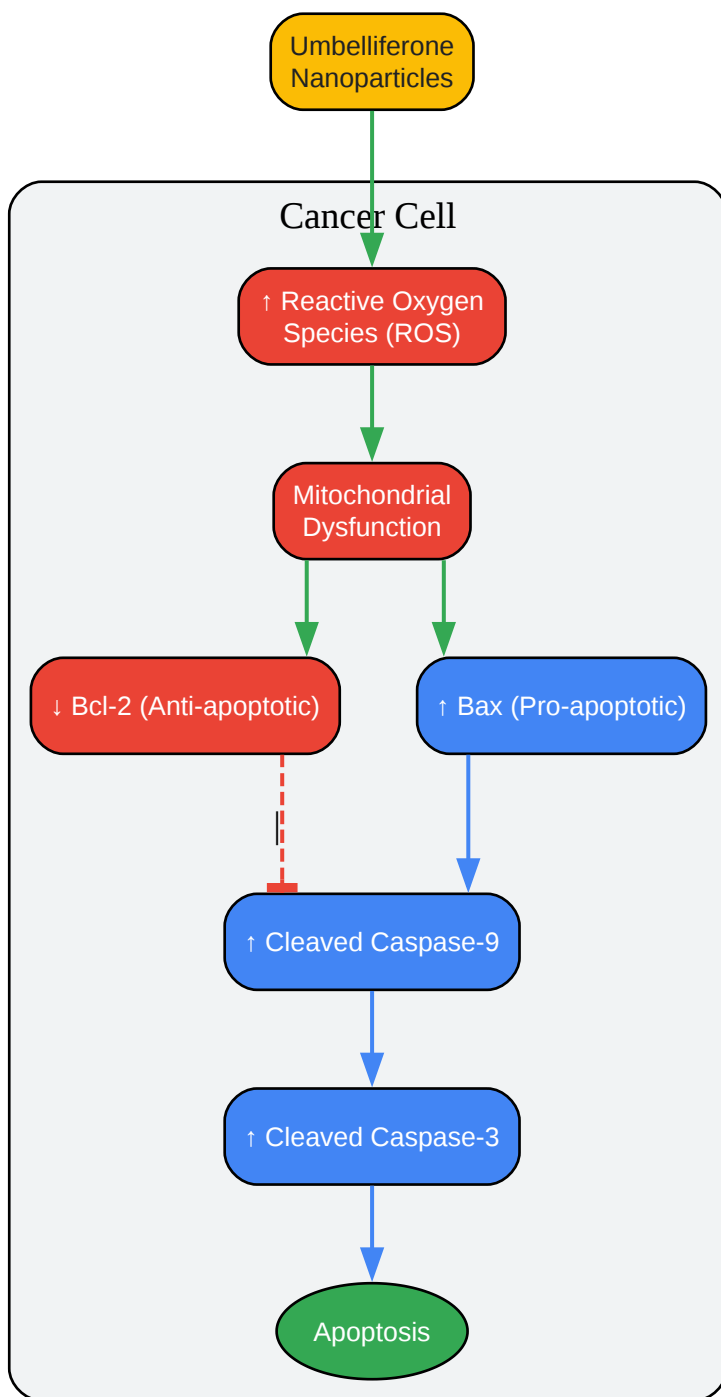 Umbelliferone
Nanoparticles
Cancer Cell
↑ Reactive Oxygen
Species (ROS)
Mitochondrial
Dysfunction
↓ Bcl-2 (Anti-apoptotic)
↑ Bax (Pro-apoptotic)
|
↑ Cleaved Caspase-9
↑ Cleaved Caspase-3
Apoptosis